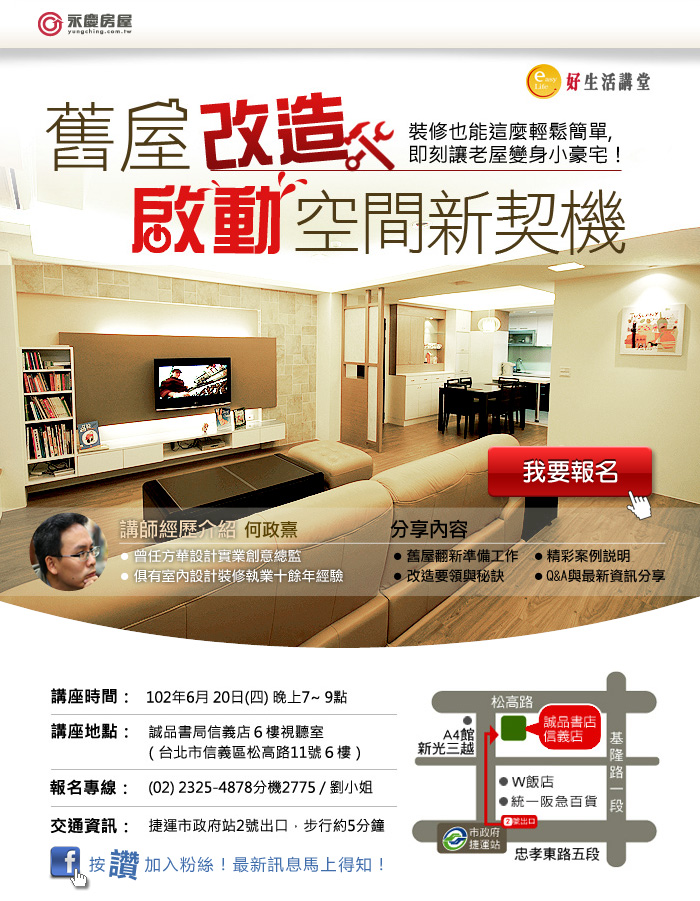 永慶房屋
yungching.com.tw
e easy Life 好生活講堂
舊屋改造
裝修也能這麼輕鬆簡單,
即刻讓老屋變身小豪宅！
啟動空間新契機
我要報名
講師經歷介紹 何政熹
● 曾任方華設計實業創意總監
● 俱有室內設計裝修執業十餘年經驗
分享內容
● 舊屋翻新準備工作 ● 精彩案例說明
● 改造要領與秘訣 ● Q&A與最新資訊分享
講座時間： 102年6月 20日(四) 晚上7~ 9點
講座地點： 誠品書局信義店 6 樓視聽室
( 台北市信義區松高路11號 6 樓 )
報名專線： (02) 2325-4878分機2775 / 劉小姐
交通資訊： 捷運市政府站2號出口，步行約5分鐘
f 按讚加入粉絲！最新訊息馬上得知！
松高路
A4館
新光三越
誠品書店
信義店
基隆路一段
● W飯店
● 統一阪急百貨
2號出口
市政府
捷運站
忠孝東路五段